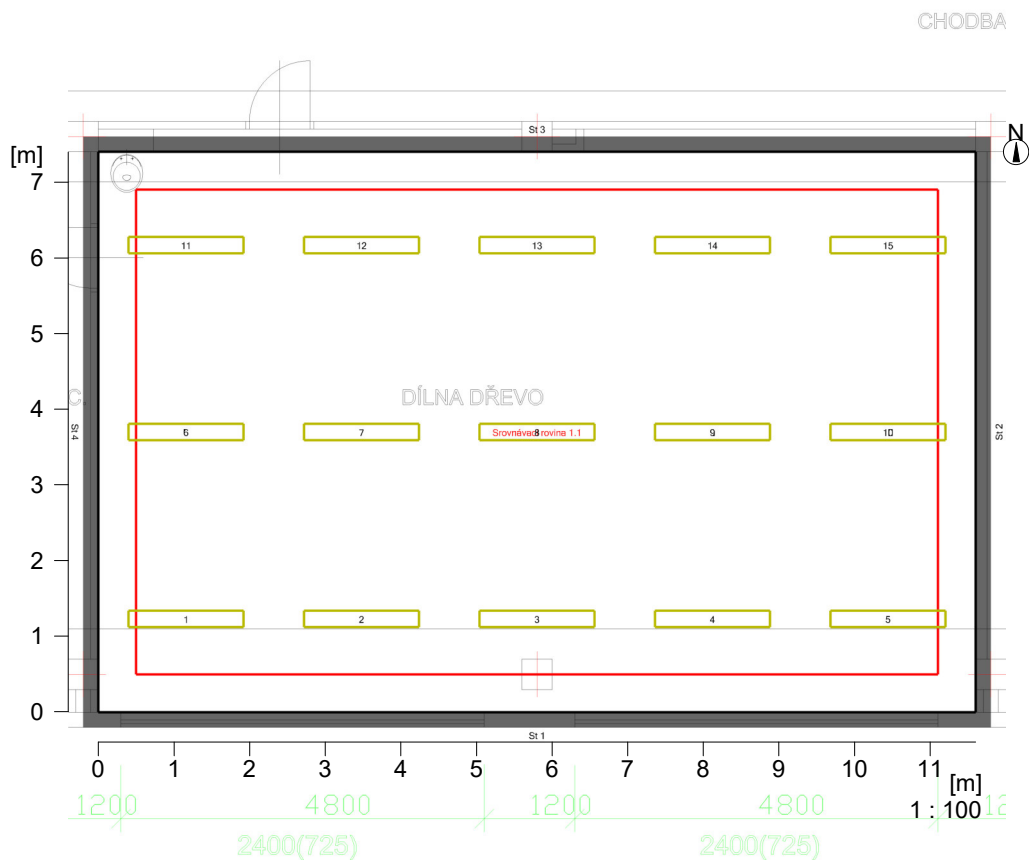 CHODBA
St 3
N
[m]
7
11 12 13 14 15
6
5
DÍLNA DŘEVO
C.
4
St 4
6 7 8 9 10
Srovnávací rovina 1.1
St 2
3
2
1 2 3 4 5
1
0
St 1
0 1 2 3 4 5 6 7 8 9 10 11
[m]
1200 4800 1200 4800 12
1 : 100
2400(725) 2400(725)